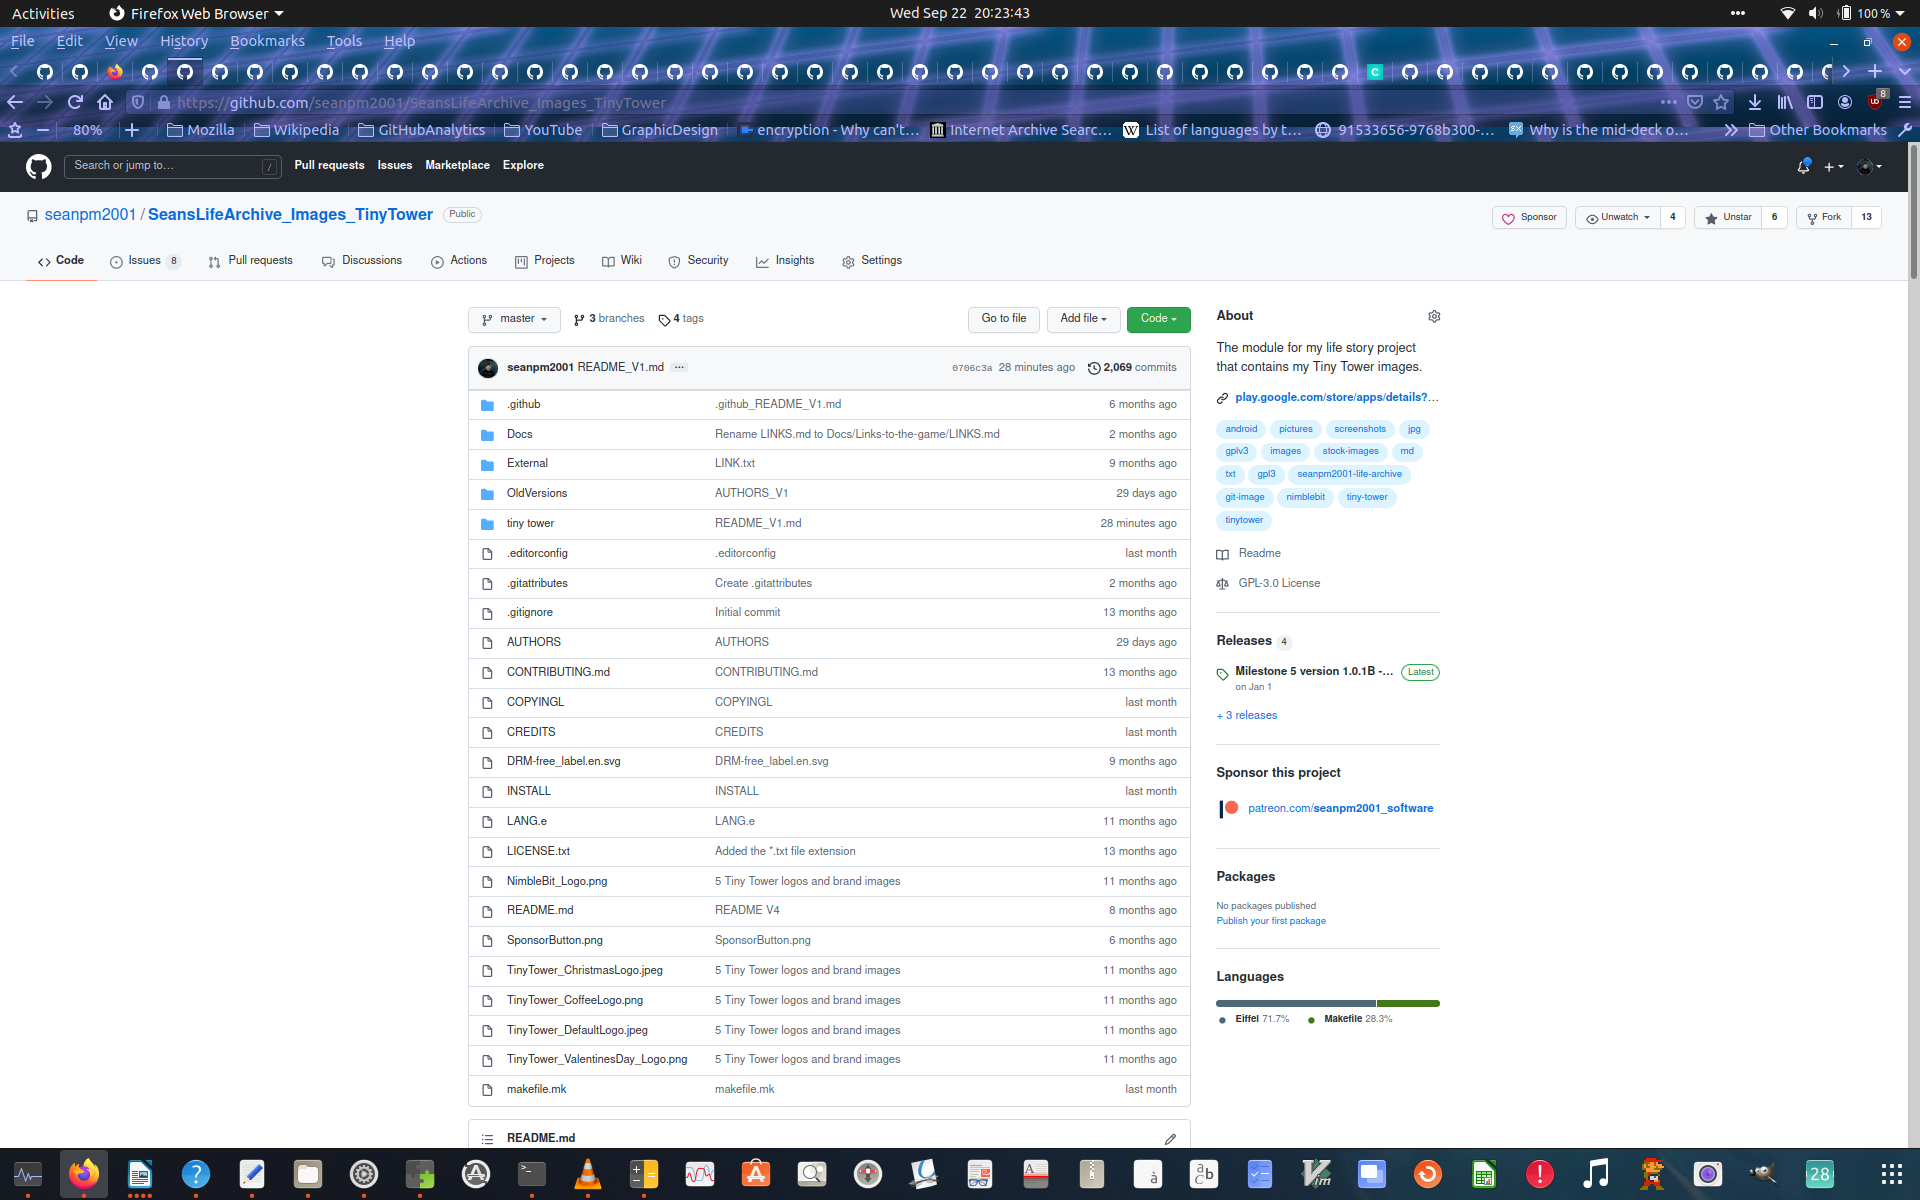 Activities Firefox Web Browser Wed Sep 22 20:23:43 100 %
File Edit View History Bookmarks Tools Help
https://github.com/seanpm2001/SeansLifeArchive_Images_TinyTower 8
80% Mozilla Wikipedia GitHubAnalytics YouTube GraphicDesign encryption - Why can't... Internet Archive Searc... List of languages by t... 91533656-9768b300-... Why is the mid-deck o... Other Bookmarks
Search or jump to... / Pull requests Issues Marketplace Explore
seanpm2001 / SeansLifeArchive_Images_TinyTower Public Sponsor Unwatch 4 Unstar 6 Fork 13
Code Issues 8 Pull requests Discussions Actions Projects Wiki Security Insights Settings
master 3 branches 4 tags Go to file Add file Code
seanpm2001 README_V1.md ... 0706c3a 28 minutes ago 2,069 commits
.github .github_README_V1.md 6 months ago
Docs Rename LINKS.md to Docs/Links-to-the-game/LINKS.md 2 months ago
External LINK.txt 9 months ago
OldVersions AUTHORS_V1 29 days ago
tiny tower README_V1.md 28 minutes ago
.editorconfig .editorconfig last month
.gitattributes Create .gitattributes 2 months ago
.gitignore Initial commit 13 months ago
AUTHORS AUTHORS 29 days ago
CONTRIBUTING.md CONTRIBUTING.md 13 months ago
COPYINGL COPYINGL last month
CREDITS CREDITS last month
DRM-free_label.en.svg DRM-free_label.en.svg 9 months ago
INSTALL INSTALL last month
LANG.e LANG.e 11 months ago
LICENSE.txt Added the *.txt file extension 13 months ago
NimbleBit_Logo.png 5 Tiny Tower logos and brand images 11 months ago
README.md README V4 8 months ago
SponsorButton.png SponsorButton.png 6 months ago
TinyTower_ChristmasLogo.jpeg 5 Tiny Tower logos and brand images 11 months ago
TinyTower_CoffeeLogo.png 5 Tiny Tower logos and brand images 11 months ago
TinyTower_DefaultLogo.jpeg 5 Tiny Tower logos and brand images 11 months ago
TinyTower_ValentinesDay_Logo.png 5 Tiny Tower logos and brand images 11 months ago
makefile.mk makefile.mk last month
README.md
About
The module for my life story project
that contains my Tiny Tower images.
play.google.com/store/apps/details?...
android pictures screenshots jpg
gplv3 images stock-images md
txt gpl3 seanpm2001-life-archive
git-image nimblebit tiny-tower
tinytower
Readme
GPL-3.0 License
Releases 4
Milestone 5 version 1.0.1B -... Latest
on Jan 1
+ 3 releases
Sponsor this project
patreon.com/seanpm2001_software
Packages
No packages published
Publish your first package
Languages
Eiffel 71.7% Makefile 28.3%
28